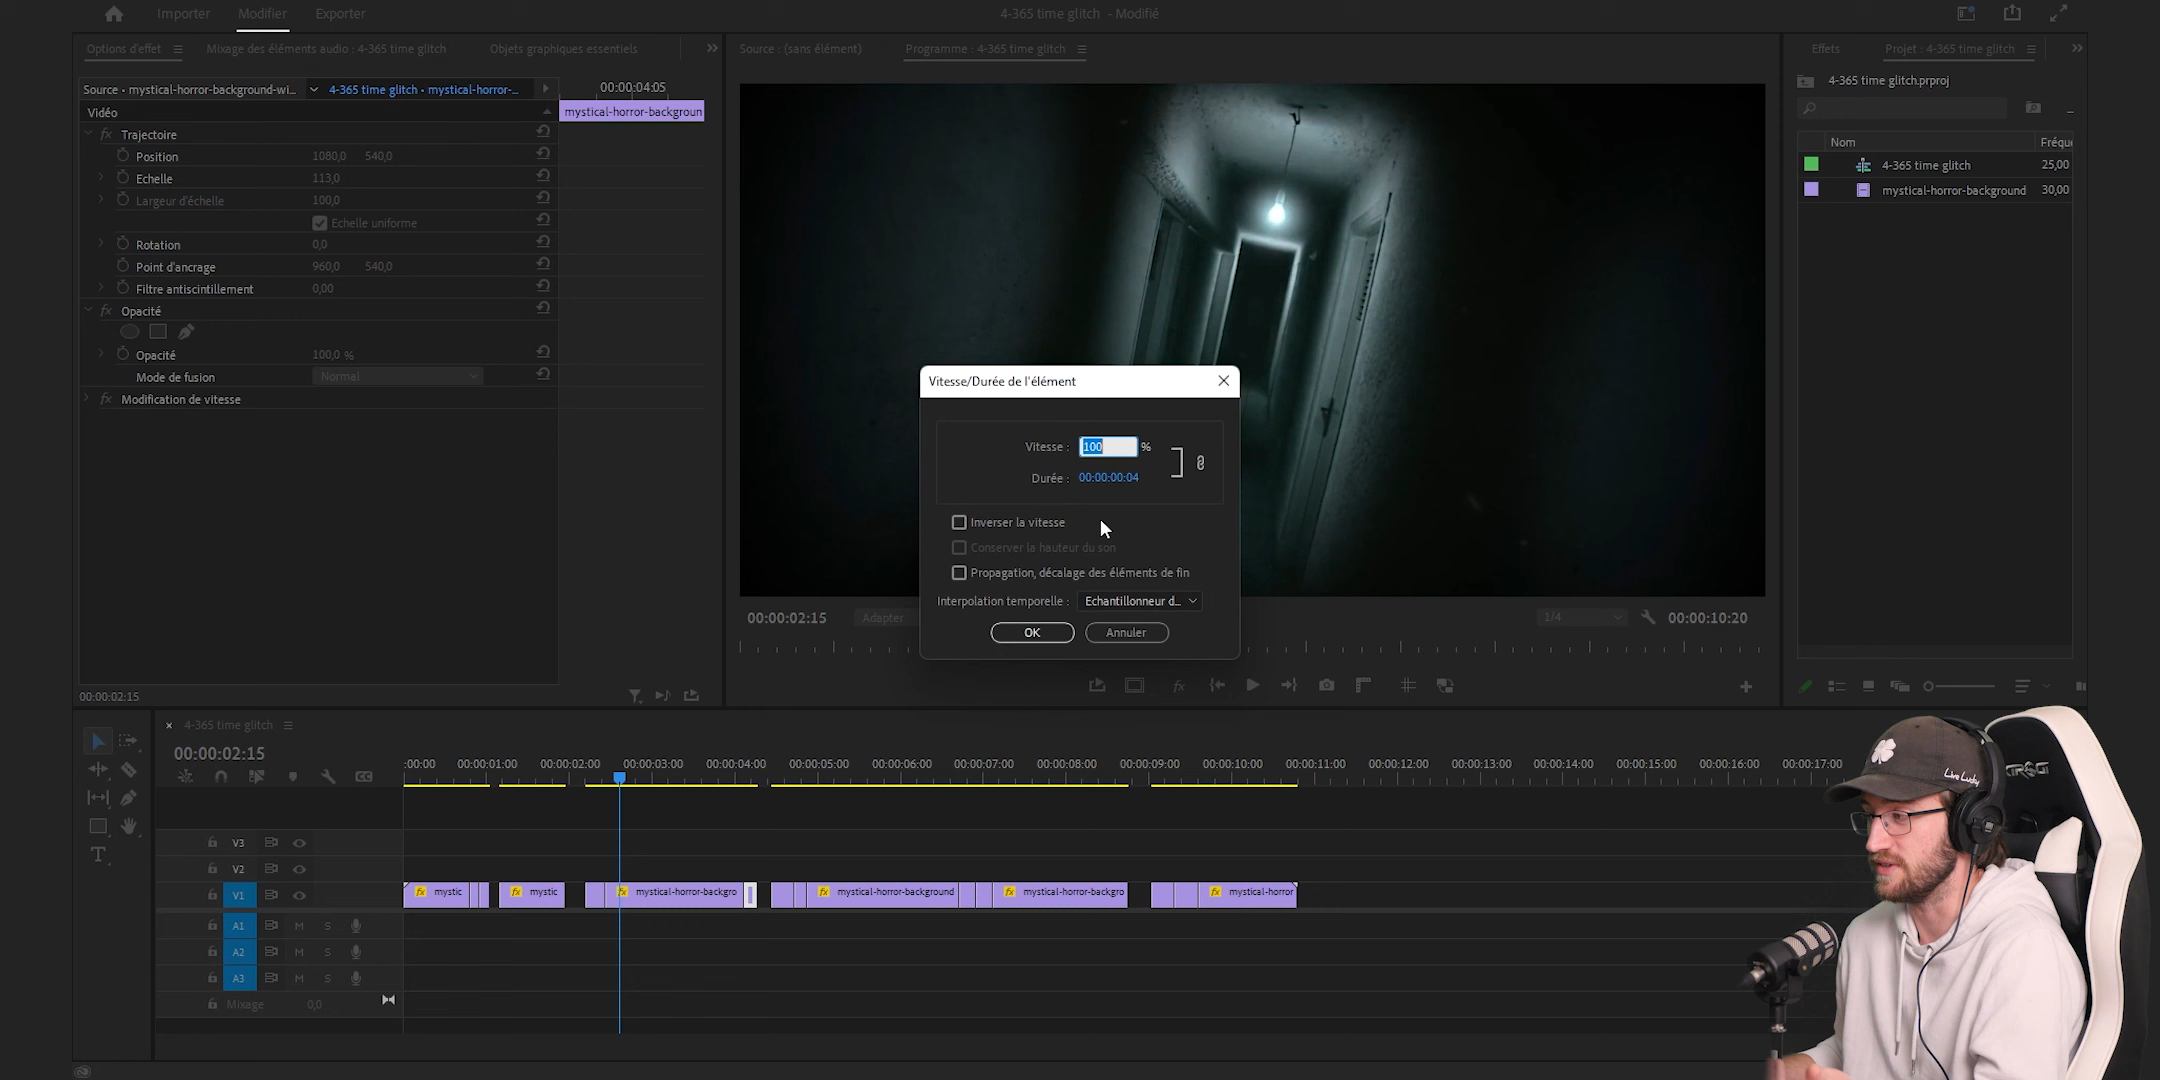 Importer Modifier Exporter
4-365 time glitch - Modifié
Options d'effet
Mixage des éléments audio : 4-365 time glitch
Objets graphiques essentiels
Source : (sans élément)
Programme : 4-365 time glitch
Effets
Projet : 4-365 time glitch
Source • mystical-horror-background-wi...
4-365 time glitch • mystical-horror-...
00:00:04:05
mystical-horror-backgroun
Vidéo
fx Trajectoire
Position 1080,0 540,0
Echelle 113,0
Largeur d'échelle 100,0
Echelle uniforme
Rotation 0,0
Point d'ancrage 960,0 540,0
Filtre antiscintillement 0,00
fx Opacité
Opacité 100,0 %
Mode de fusion Normal
fx Modification de vitesse
00:00:02:15
4-365 time glitch.prproj
Nom Fréqu
4-365 time glitch 25,00
mystical-horror-background 30,00
Vitesse/Durée de l'élément
Vitesse : 100 %
Durée : 00:00:00:04
Inverser la vitesse
Conserver la hauteur du son
Propagation, décalage des éléments de fin
Interpolation temporelle : Echantillonneur d...
OK Annuler
00:00:02:15 Adapter 1/4 00:00:10:20
fx
4-365 time glitch
00:00:02:15
:00:00 00:00:01:00 00:00:02:00 00:00:03:00 00:00:04:00 00:00:05:00 00:00:06:00 00:00:07:00 00:00:08:00 00:00:09:00 00:00:10:00 00:00:11:00 00:00:12:00 00:00:13:00 00:00:14:00 00:00:15:00 00:00:16:00 00:00:17:00
CC
T
V3
V2
V1
fx mystic fx mystic fx mystical-horror-backgro fx mystical-horror-background fx mystical-horror-backgro fx mystical-horror
A1 M S
A2 M S
A3 M S
Mixage 0,0
Live Lucky